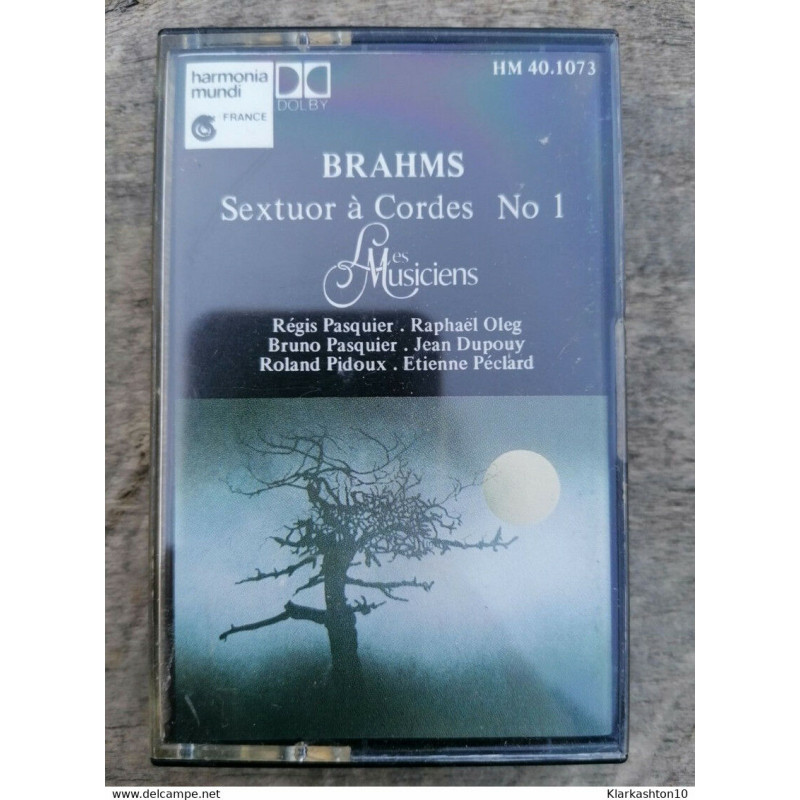 harmonia
mundi
FRANCE
DOLBY
HM 40.1073
BRAHMS
Sextuor à Cordes No 1
Les
Musiciens
Régis Pasquier . Raphaël Oleg
Bruno Pasquier . Jean Dupouy
Roland Pidoux . Etienne Péclard
www.delcampe.net
Klarkashton10